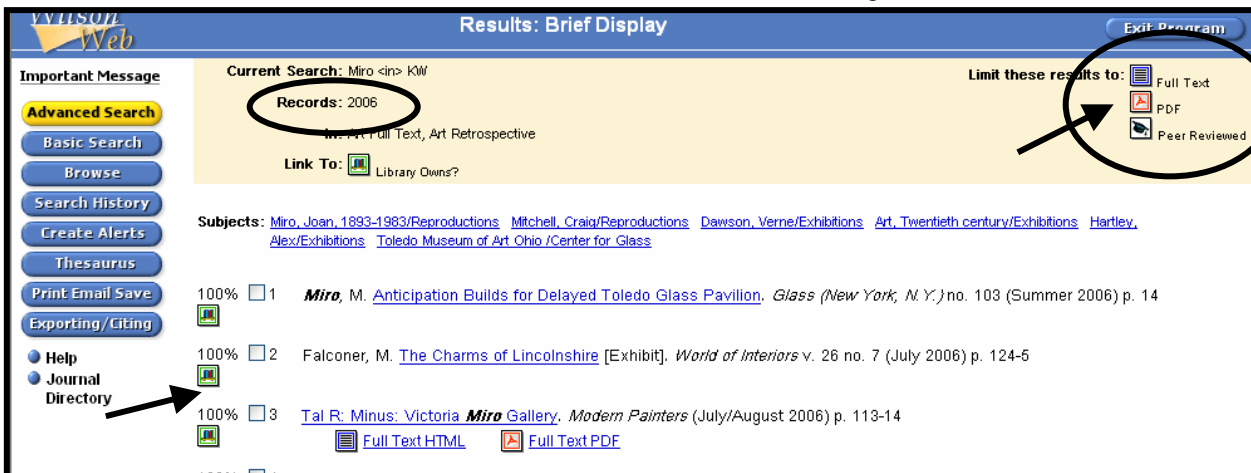 Wilson
Web
Results: Brief Display
Exit Program
Important Message
Advanced Search
Basic Search
Browse
Search History
Create Alerts
Thesaurus
Print Email Save
Exporting/Citing
Help
Journal
Directory
Current Search: Miro <in> KW
Records: 2006
In: Art Full Text, Art Retrospective
Link To: Library Owns?
Limit these results to: Full Text
PDF
Peer Reviewed
Subjects: Miro, Joan, 1893-1983/Reproductions Mitchell, Craig/Reproductions Dawson, Verne/Exhibitions Art, Twentieth century/Exhibitions Hartley,
Alex/Exhibitions Toledo Museum of Art Ohio /Center for Glass
100% 1 Miro, M. Anticipation Builds for Delayed Toledo Glass Pavilion. Glass (New York, N.Y.) no. 103 (Summer 2006) p. 14
100% 2 Falconer, M. The Charms of Lincolnshire [Exhibit]. World of Interiors v. 26 no. 7 (July 2006) p. 124-5
100% 3 Tal R: Minus: Victoria Miro Gallery. Modern Painters (July/August 2006) p. 113-14
Full Text HTML Full Text PDF